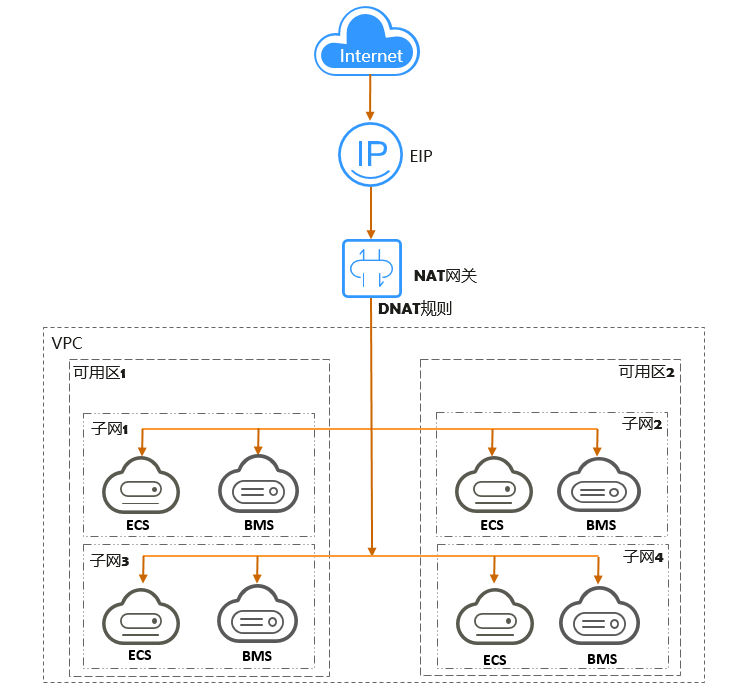 Internet
IP
EIP
NAT网关
DNAT规则
VPC
可用区1
可用区2
子网1
子网2
ECS
BMS
ECS
BMS
子网3
子网4
ECS
BMS
ECS
BMS